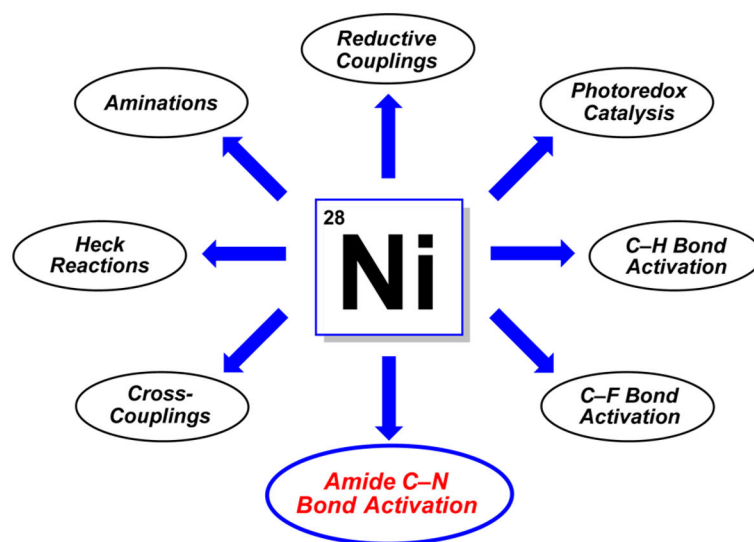 Reductive
Couplings
Aminations
Photoredox
Catalysis
28
Ni
Heck
Reactions
C–H Bond
Activation
Cross-
Couplings
C–F Bond
Activation
Amide C–N
Bond Activation